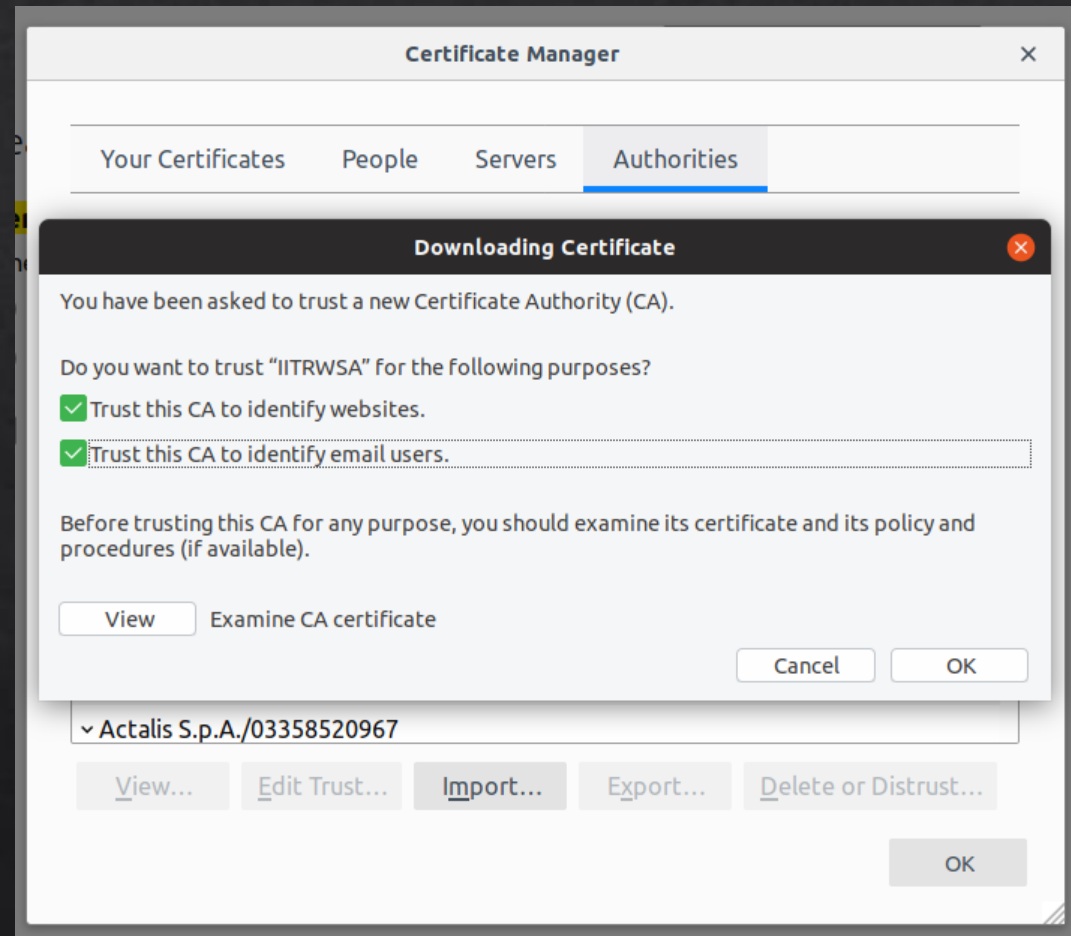 Certificate Manager
Your Certificates People Servers Authorities
Downloading Certificate
You have been asked to trust a new Certificate Authority (CA).
Do you want to trust “IITRWSA” for the following purposes?
Trust this CA to identify websites.
Trust this CA to identify email users.
Before trusting this CA for any purpose, you should examine its certificate and its policy and
procedures (if available).
View Examine CA certificate
Cancel OK
Actalis S.p.A./03358520967
View... Edit Trust... Import... Export... Delete or Distrust...
OK